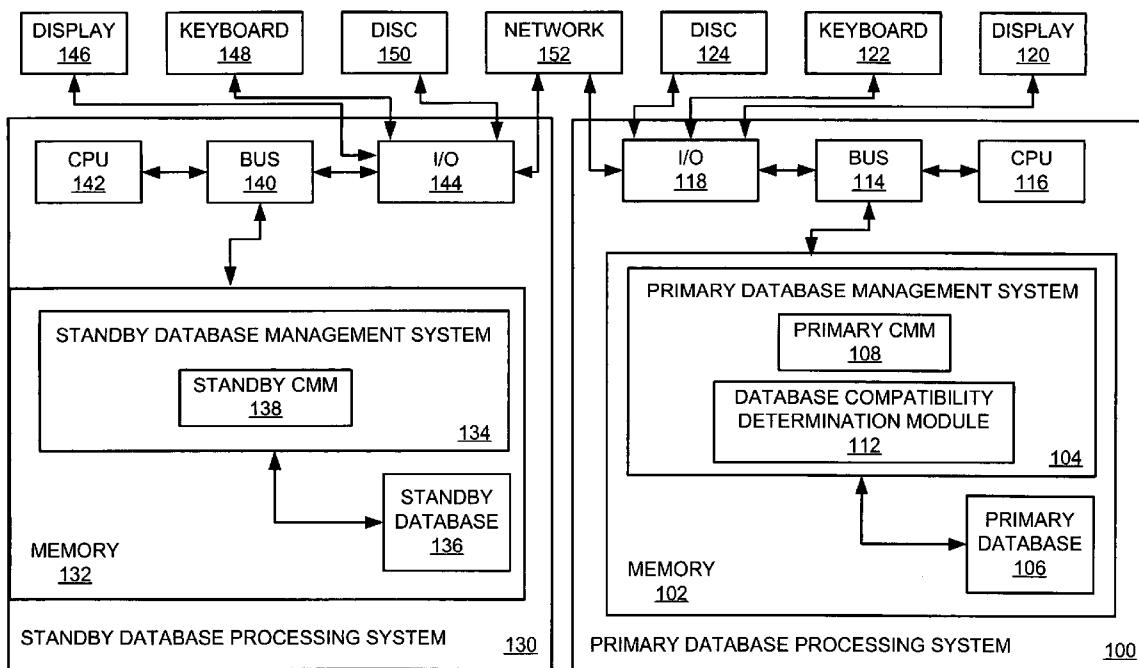 DISPLAY
146
KEYBOARD
148
DISC
150
NETWORK
152
DISC
124
KEYBOARD
122
DISPLAY
120
CPU
142
BUS
140
I/O
144
STANDBY DATABASE MANAGEMENT SYSTEM
STANDBY CMM
138
134
STANDBY
DATABASE
136
MEMORY
132
STANDBY DATABASE PROCESSING SYSTEM
130
I/O
118
BUS
114
CPU
116
PRIMARY DATABASE MANAGEMENT SYSTEM
PRIMARY CMM
108
DATABASE COMPATIBILITY
DETERMINATION MODULE
112
104
PRIMARY
DATABASE
106
MEMORY
102
PRIMARY DATABASE PROCESSING SYSTEM
100